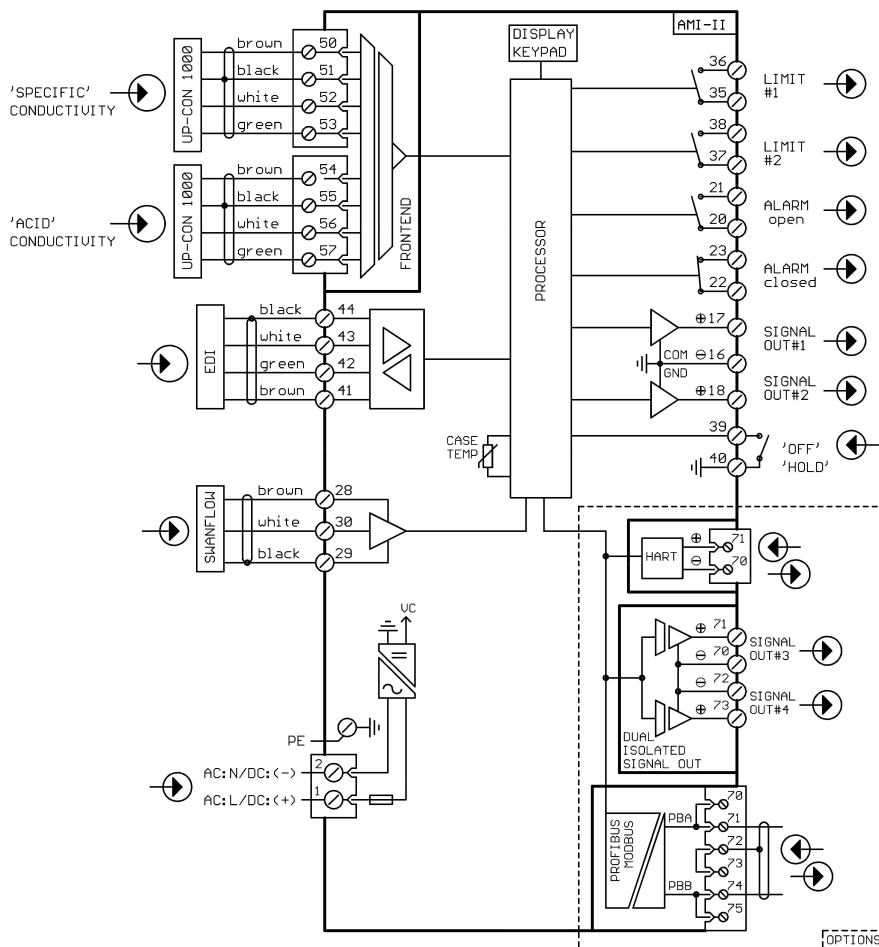 AMI-II
DISPLAY
KEYPAD
'SPECIFIC'
CONDUCTIVITY
UP-CON 1000
brown 50
black 51
white 52
green 53
'ACID'
CONDUCTIVITY
UP-CON 1000
brown 54
black 55
white 56
green 57
FRONTEND
EDI
black 44
white 43
green 42
brown 41
SWANFLOW
brown 28
white 30
black 29
CASE
TEMP
PROCESSOR
VC
PE
AC:N/DC:(-) 2
AC:L/DC:(+) 1
36
35
LIMIT
#1
38
37
LIMIT
#2
21
20
ALARM
open
23
22
ALARM
closed
⊕17
SIGNAL
OUT#1
COM ⊖16
GND
⊕18
SIGNAL
OUT#2
39
40
'OFF'
'HOLD'
HART
⊕ 71
⊖ 70
⊕ 71
⊖ 70
SIGNAL
OUT#3
⊖ 72
⊕ 73
SIGNAL
OUT#4
DUAL
ISOLATED
SIGNAL OUT
PROFIBUS
MODBUS
PBA
PBB
70
71
72
73
74
75
OPTIONS